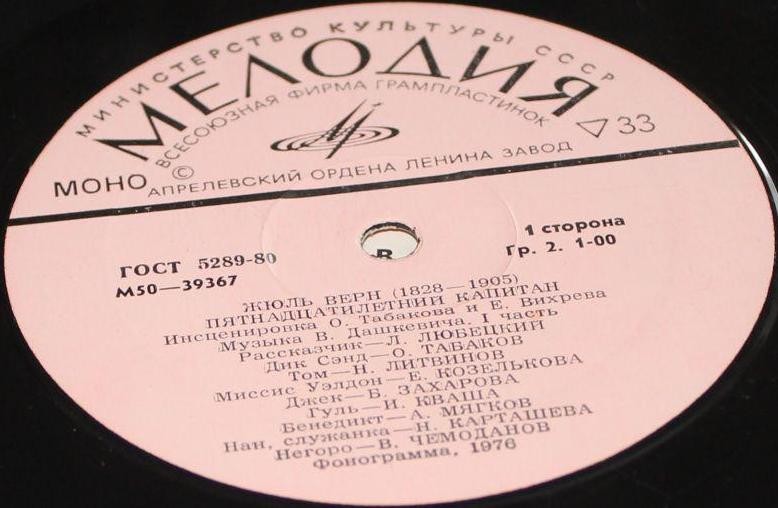 МИНИСТЕРСТВО КУЛЬТУРЫ СССР
МЕЛОДИЯ
ВСЕСОЮЗНАЯ ФИРМА ГРАМПЛАСТИНОК
33
МОНО ©
АПРЕЛЕВСКИЙ ОРДЕНА ЛЕНИНА ЗАВОД
ГОСТ 5289-80
М50—39367
1 сторона
Гр. 2. 1-00
ЖЮЛЬ ВЕРН (1828—1905)
ПЯТНАДЦАТИЛЕТНИЙ КАПИТАН
Инсценировка О. Табакова и Е. Вихрева
Музыка В. Дашкевича. I часть
Рассказчик—Л. ЛЮБЕЦКИЙ
Дик Сэнд—О. ТАБАКОВ
Том—Н. ЛИТВИНОВ
Миссис Уэлдон—Е. КОЗЕЛЬКОВА
Джек—Б. ЗАХАРОВА
Гуль—И. КВАША
Бенедикт—А. МЯГКОВ
Нан, служанка—Н. КАРТАШЕВА
Негоро—В. ЧЕМОДАНОВ
Фонограмма, 1976